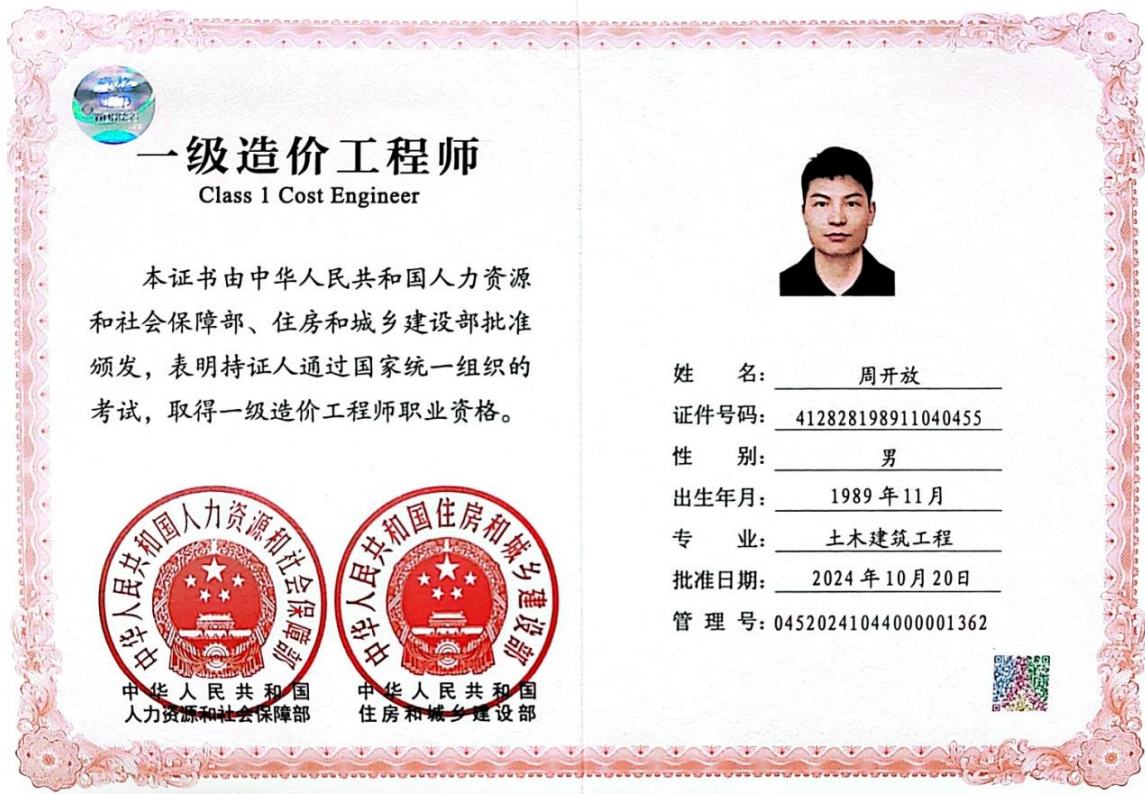 一级造价工程师
Class 1 Cost Engineer
本证书由中华人民共和国人力资源
和社会保障部、住房和城乡建设部批准
颁发，表明持证人通过国家统一组织的
考试，取得一级造价工程师职业资格。
中华人民共和国人力资源和社会保障部
中华人民共和国
人力资源和社会保障部
中华人民共和国住房和城乡建设部
中华人民共和国
住房和城乡建设部
姓名：周开放
证件号码：412828198911040455
性别：男
出生年月：1989年11月
专业：土木建筑工程
批准日期：2024年10月20日
管理号：04520241044000001362